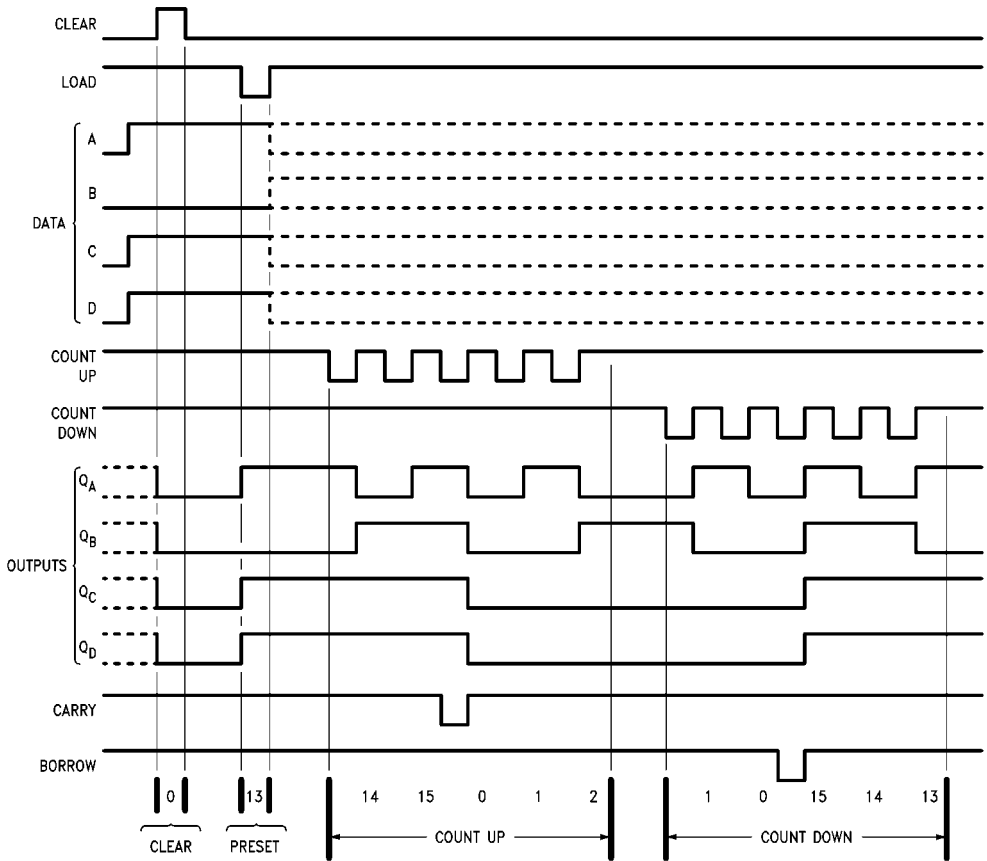 CLEAR
LOAD
A
B
DATA
C
D
COUNT
UP
COUNT
DOWN
QA
QB
OUTPUTS
QC
QD
CARRY
BORROW
0 13 14 15 0 1 2 1 0 15 14 13
CLEAR PRESET COUNT UP COUNT DOWN